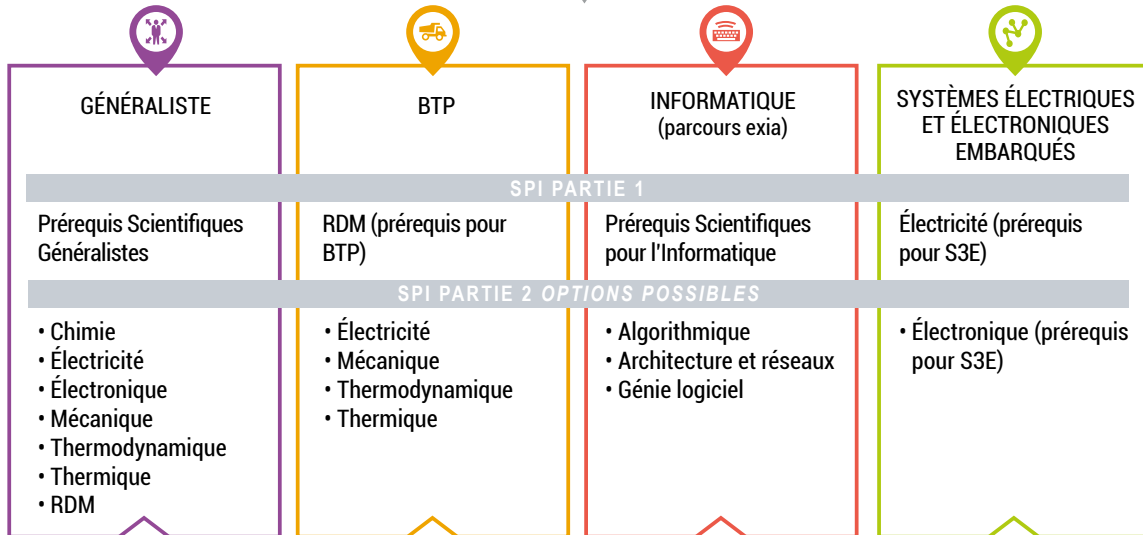 GÉNÉRALISTE
BTP
INFORMATIQUE
(parcours exia)
SYSTÈMES ÉLECTRIQUES
ET ÉLECTRONIQUES
EMBARQUÉS
SPI PARTIE 1
Prérequis Scientifiques
Généralistes
RDM (prérequis pour
BTP)
Prérequis Scientifiques
pour l'Informatique
Électricité (prérequis
pour S3E)
SPI PARTIE 2 OPTIONS POSSIBLES
• Chimie
• Électricité
• Électronique
• Mécanique
• Thermodynamique
• Thermique
• RDM
• Électricité
• Mécanique
• Thermodynamique
• Thermique
• Algorithmique
• Architecture et réseaux
• Génie logiciel
• Électronique (prérequis
pour S3E)